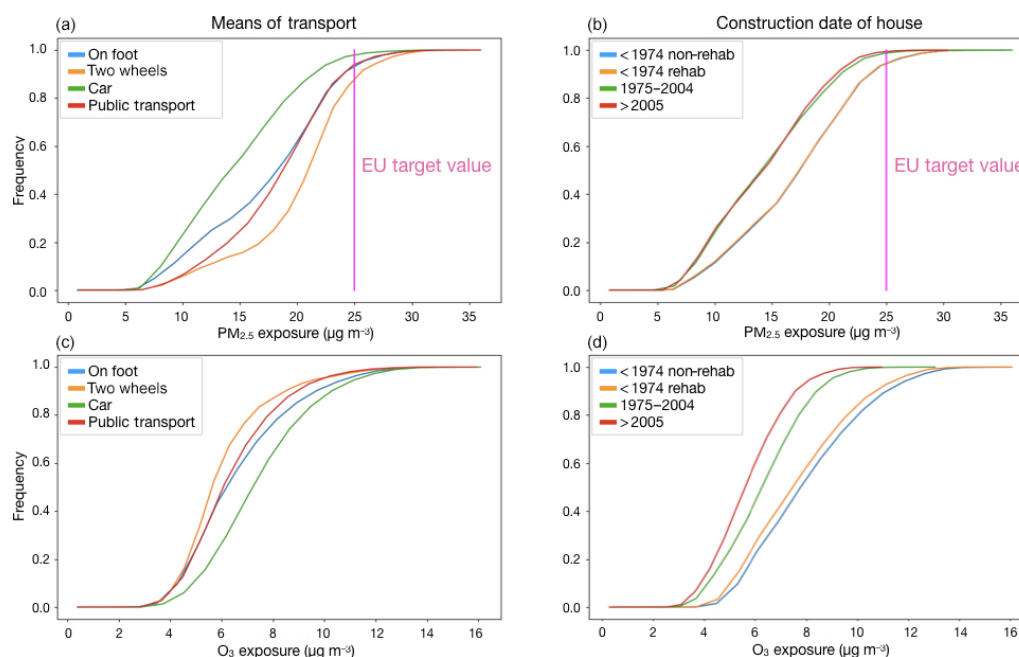 (a) Means of transport
On foot
Two wheels
Car
Public transport
EU target value
Frequency
1.0
0.8
0.6
0.4
0.2
0.0
0 5 10 15 20 25 30 35
PM₂.₅ exposure (µg m⁻³)
(b) Construction date of house
< 1974 non-rehab
< 1974 rehab
1975–2004
> 2005
EU target value
1.0
0.8
0.6
0.4
0.2
0.0
0 5 10 15 20 25 30 35
PM₂.₅ exposure (µg m⁻³)
(c)
On foot
Two wheels
Car
Public transport
Frequency
1.0
0.8
0.6
0.4
0.2
0.0
0 2 4 6 8 10 12 14 16
O₃ exposure (µg m⁻³)
(d)
< 1974 non-rehab
< 1974 rehab
1975–2004
> 2005
1.0
0.8
0.6
0.4
0.2
0.0
0 2 4 6 8 10 12 14 16
O₃ exposure (µg m⁻³)